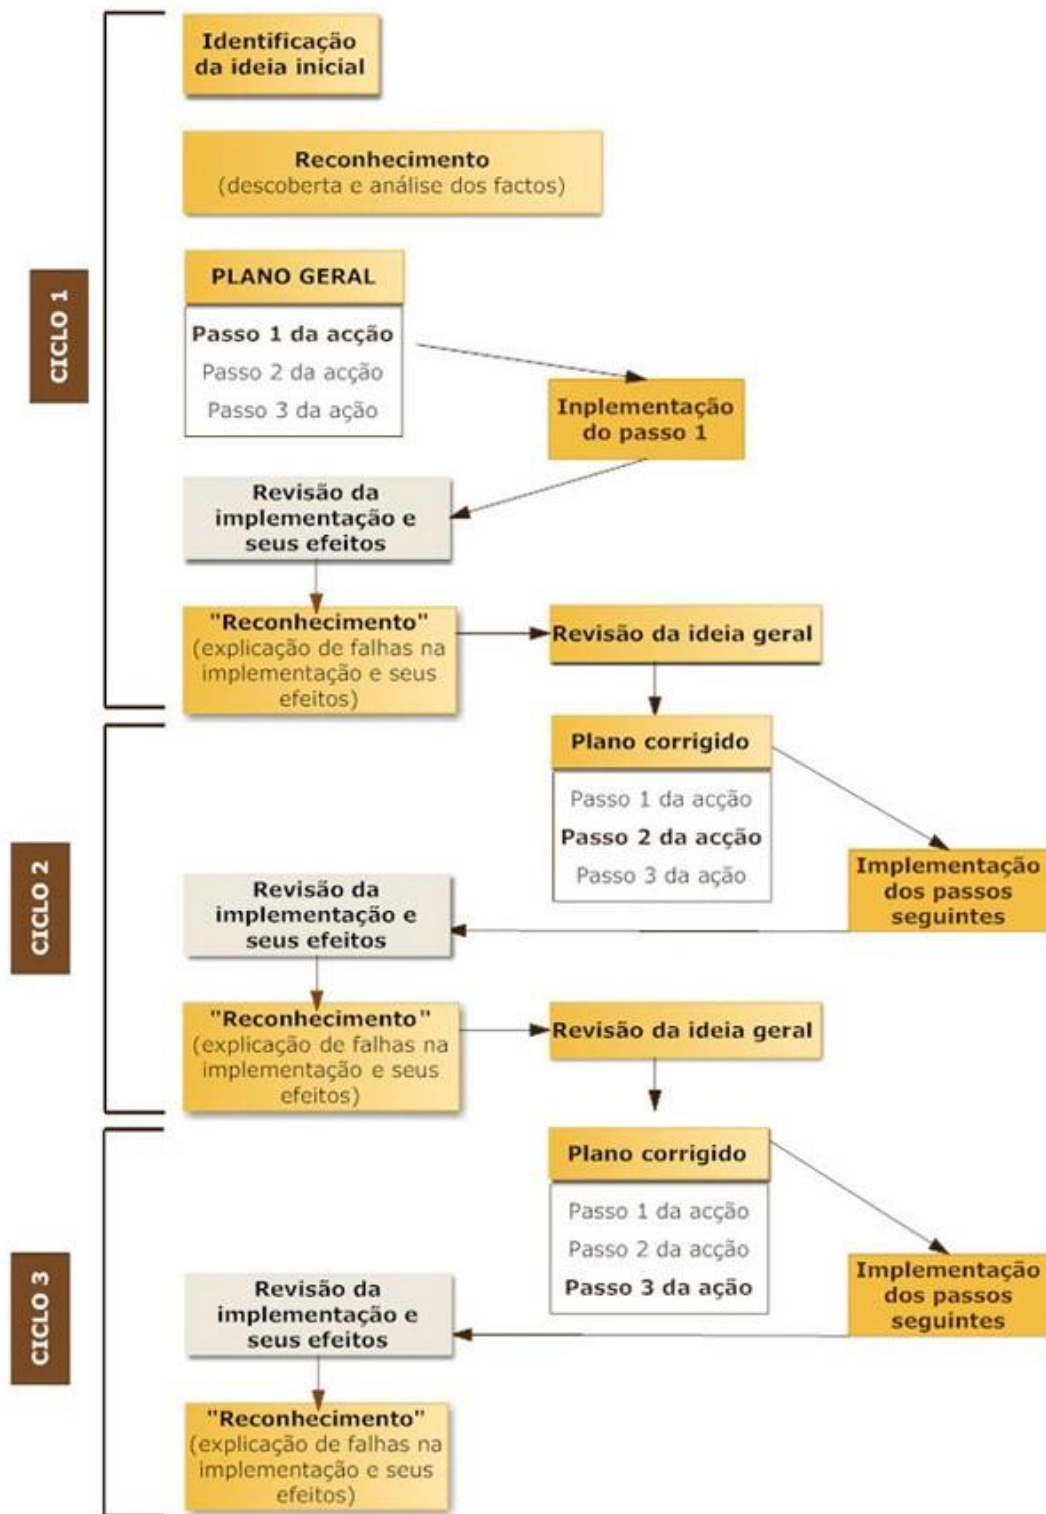 CICLO 1
Identificação
da ideia inicial
Reconhecimento
(descoberta e análise dos factos)
PLANO GERAL
Passo 1 da acção
Passo 2 da acção
Passo 3 da ação
Inplementação
do passo 1
Revisão da
implementação e
seus efeitos
"Reconhecimento"
(explicação de falhas na
implementação e seus
efeitos)
Revisão da ideia geral
CICLO 2
Plano corrigido
Passo 1 da acção
Passo 2 da acção
Passo 3 da ação
Implementação
dos passos
seguintes
Revisão da
implementação e
seus efeitos
"Reconhecimento"
(explicação de falhas na
implementação e seus
efeitos)
Revisão da ideia geral
CICLO 3
Plano corrigido
Passo 1 da acção
Passo 2 da acção
Passo 3 da ação
Implementação
dos passos
seguintes
Revisão da
implementação e
seus efeitos
"Reconhecimento"
(explicação de falhas na
implementação e seus
efeitos)